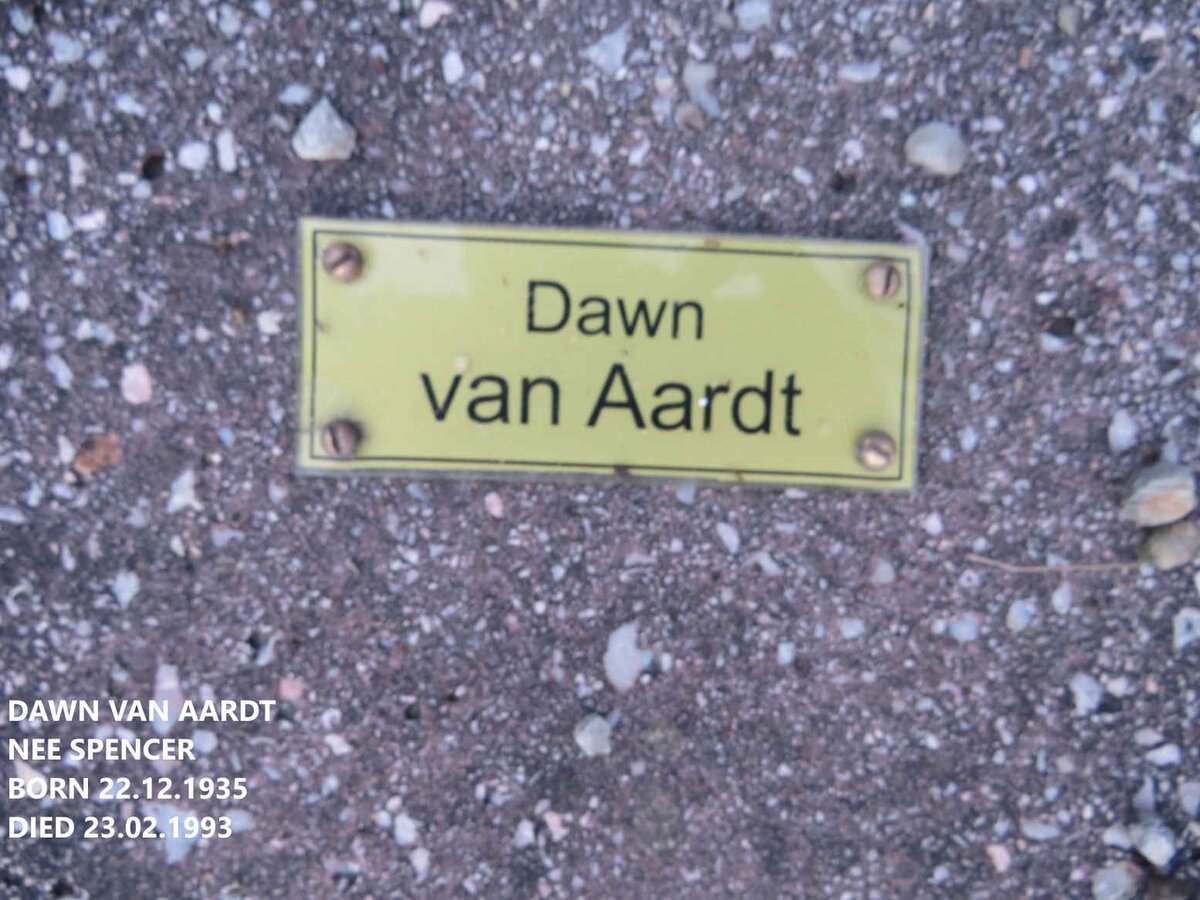 Dawn
van Aardt
DAWN VAN AARDT
NEE SPENCER
BORN 22.12.1935
DIED 23.02.1993